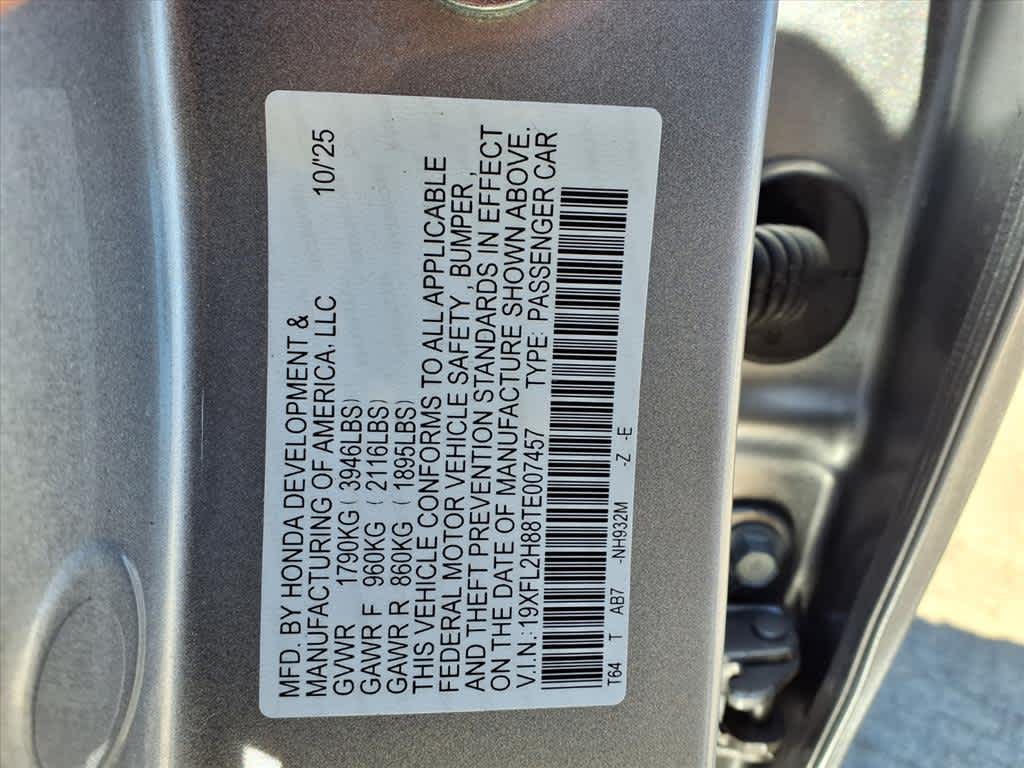 MFD. BY HONDA DEVELOPMENT &
MANUFACTURING OF AMERICA. LLC 10/'25
GVWR 1790KG ( 3946LBS)
GAWR F 960KG ( 2116LBS)
GAWR R 860KG ( 1895LBS)
THIS VEHICLE CONFORMS TO ALL APPLICABLE
FEDERAL MOTOR VEHICLE SAFETY, BUMPER ,
AND THEFT PREVENTION STANDARDS IN EFFECT
ON THE DATE OF MANUFACTURE SHOWN ABOVE.
V.I.N.:19XFL2H88TE007457 TYPE: PASSENGER CAR
T64 T AB7 -NH932M -Z -E